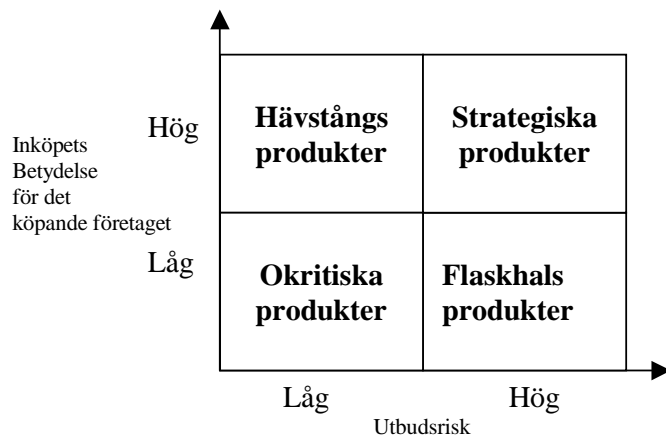 Hög
Hävstångs
produkter
Strategiska
produkter
Inköpets
Betydelse
för det
köpande företaget
Låg
Okritiska
produkter
Flaskhals
produkter
Låg
Hög
Utbudsrisk